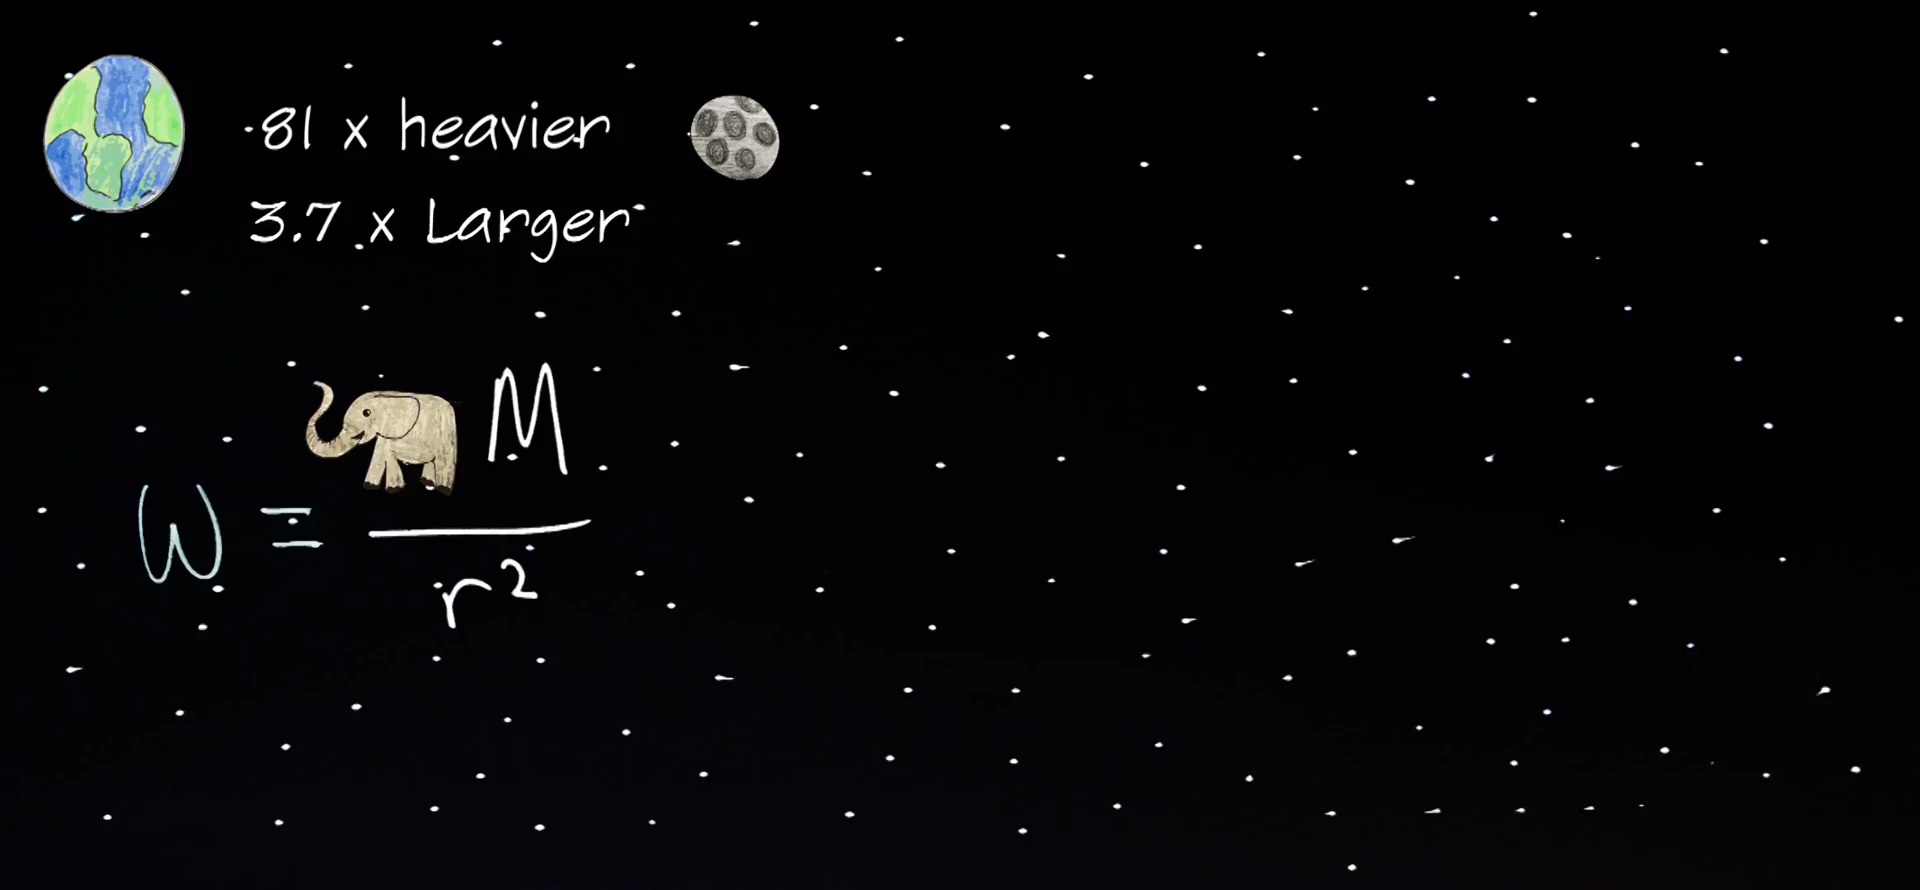 81 x heavier
3.7 x Larger
W = M
r²